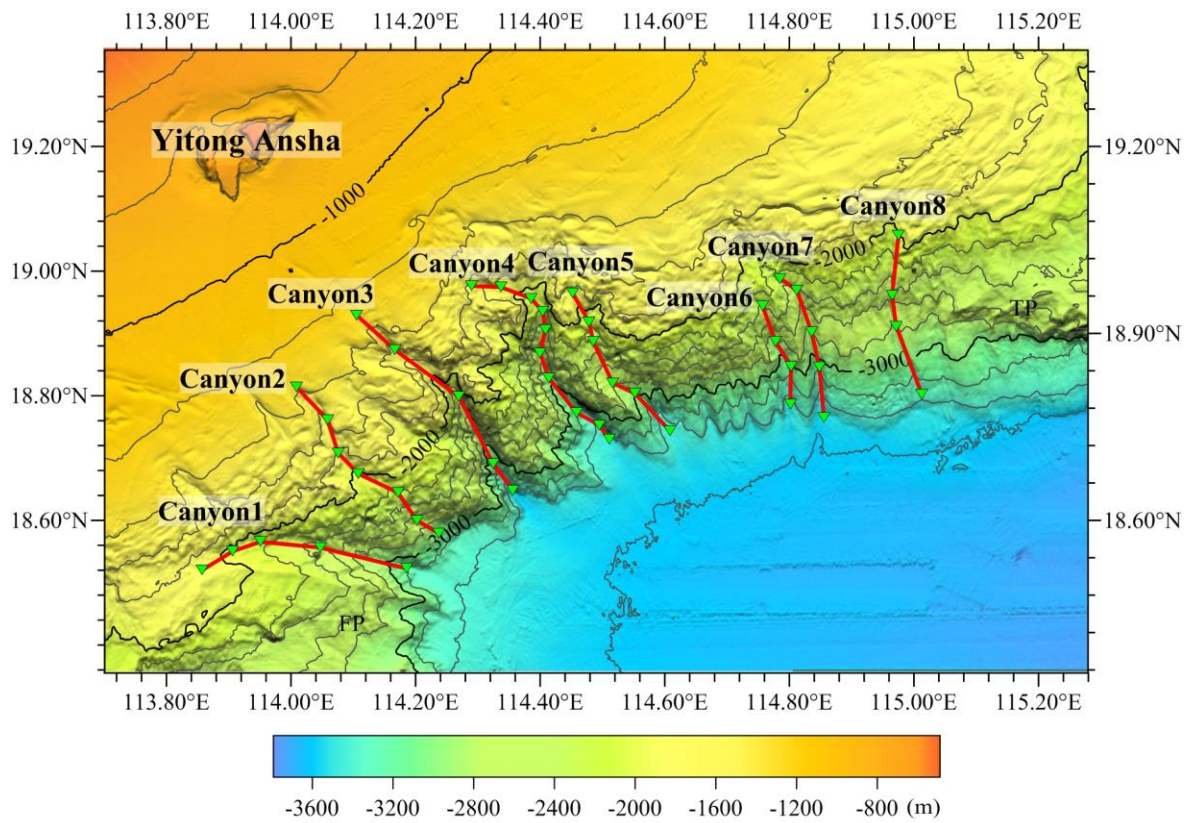 113.80°E 114.00°E 114.20°E 114.40°E 114.60°E 114.80°E 115.00°E 115.20°E
19.20°N Yitong Ansha 19.20°N
-1000
Canyon8
-2000
Canyon7
Canyon4 Canyon5
19.00°N
Canyon3 Canyon6
TP
18.90°N
-3000
Canyon2
18.80°N
-2000
Canyon1
18.60°N 18.60°N
-3000
FP
113.80°E 114.00°E 114.20°E 114.40°E 114.60°E 114.80°E 115.00°E 115.20°E
-3600 -3200 -2800 -2400 -2000 -1600 -1200 -800 (m)